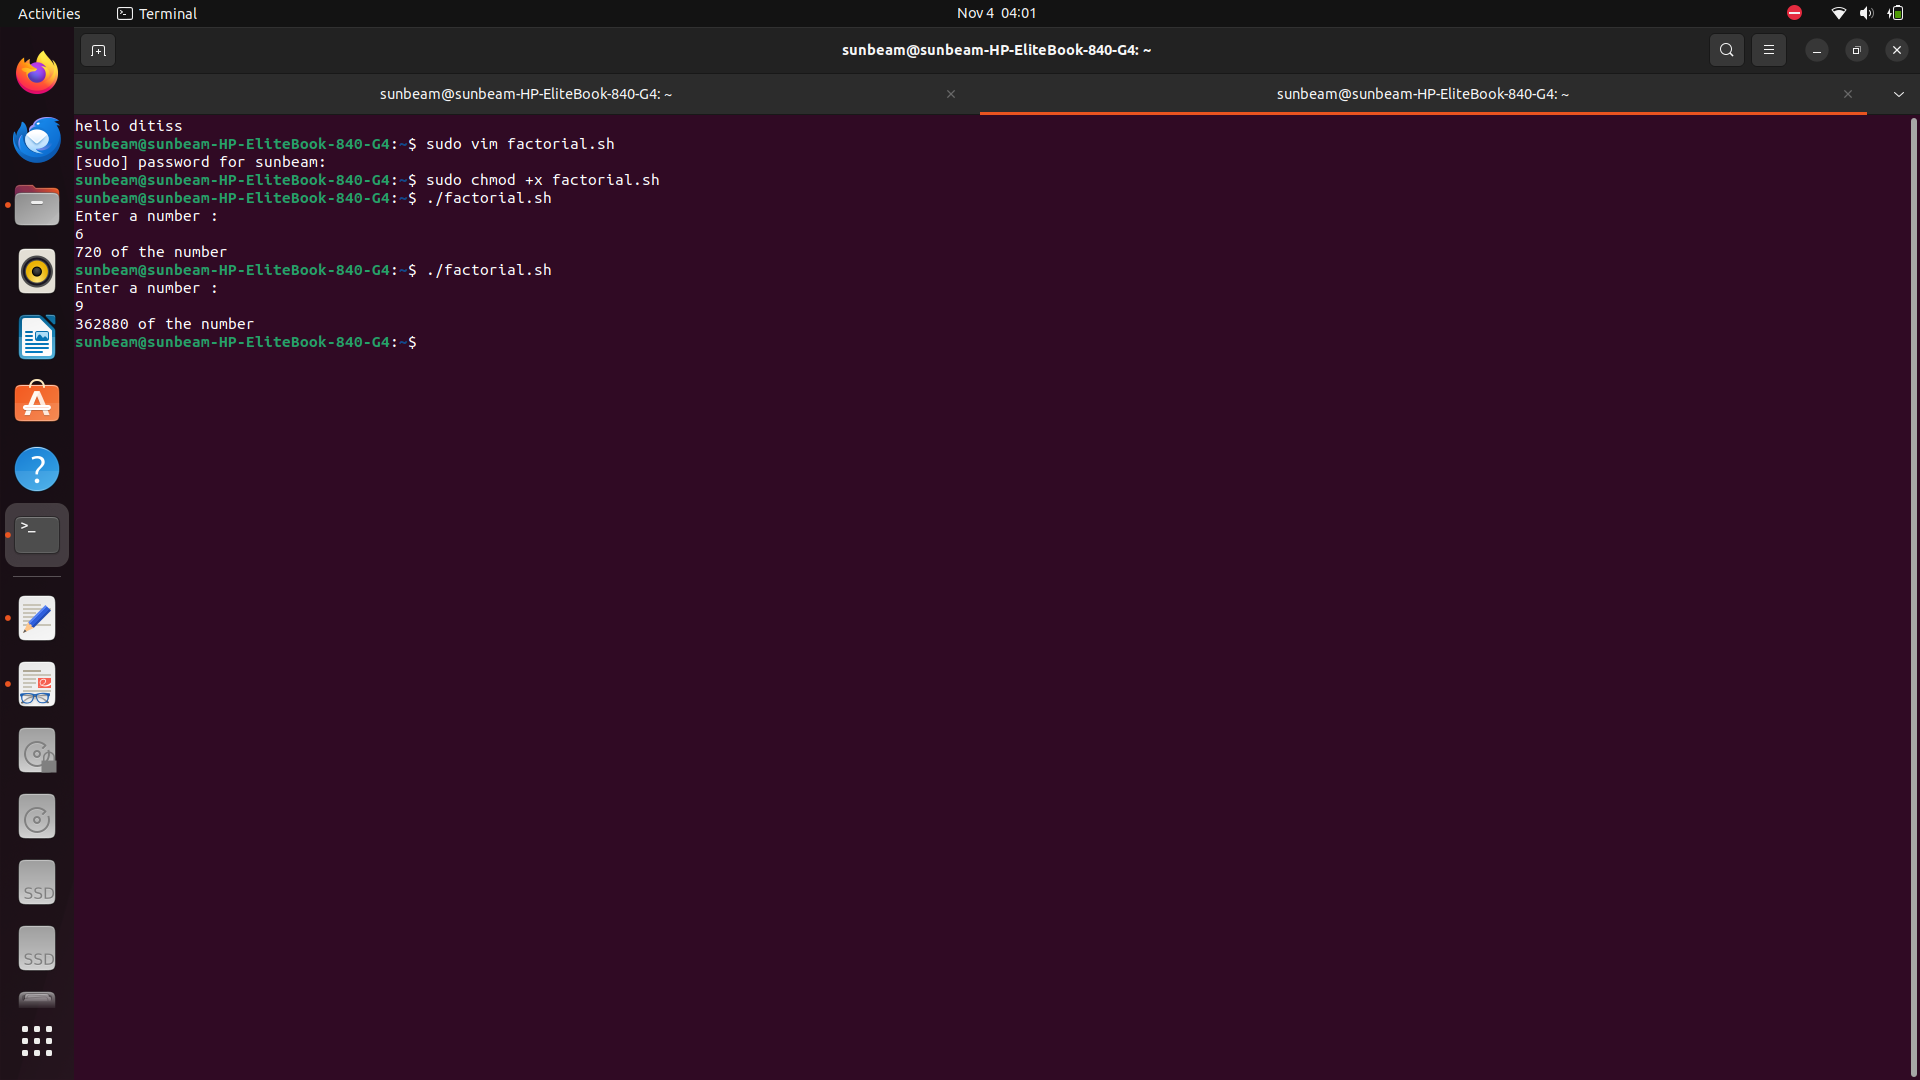 Activities
Terminal
Nov 4 04:01
sunbeam@sunbeam-HP-EliteBook-840-G4: ~
sunbeam@sunbeam-HP-EliteBook-840-G4: ~
sunbeam@sunbeam-HP-EliteBook-840-G4: ~
hello ditiss
sunbeam@sunbeam-HP-EliteBook-840-G4:~$ sudo vim factorial.sh
[sudo] password for sunbeam:
sunbeam@sunbeam-HP-EliteBook-840-G4:~$ sudo chmod +x factorial.sh
sunbeam@sunbeam-HP-EliteBook-840-G4:~$ ./factorial.sh
Enter a number :
6
720 of the number
sunbeam@sunbeam-HP-EliteBook-840-G4:~$ ./factorial.sh
Enter a number :
9
362880 of the number
sunbeam@sunbeam-HP-EliteBook-840-G4:~$
SSD
SSD